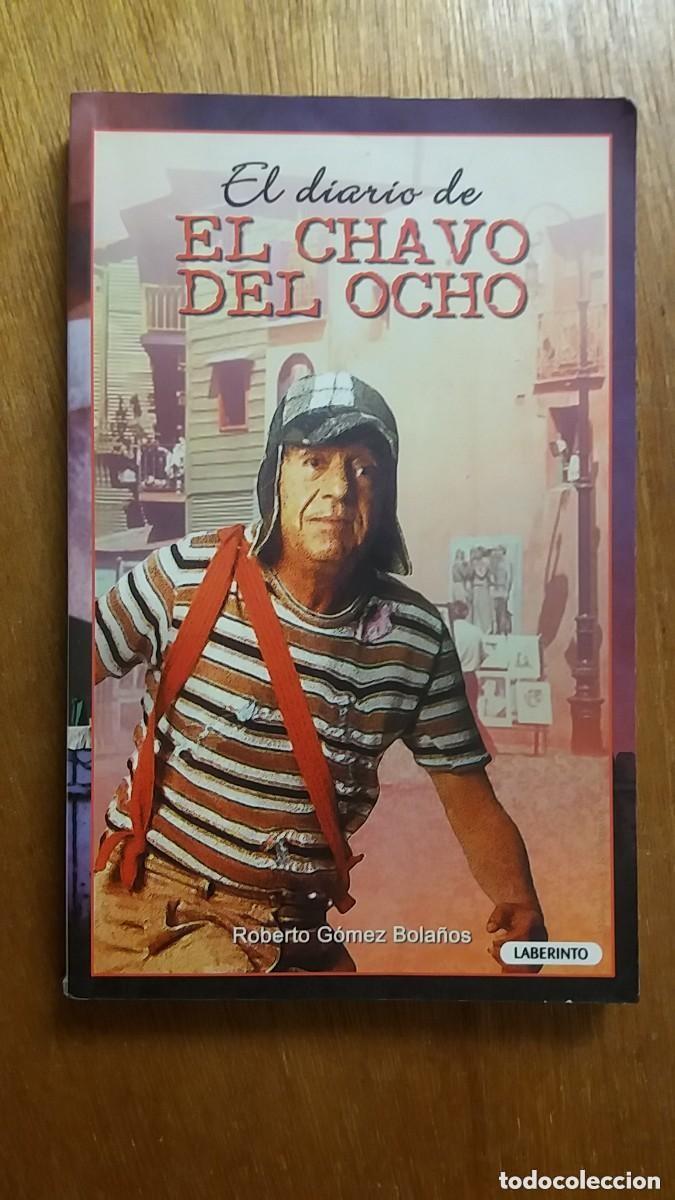 El diario de
EL CHAVO
DEL OCHO
Roberto Gómez Bolaños
LABERINTO
todocoleccion